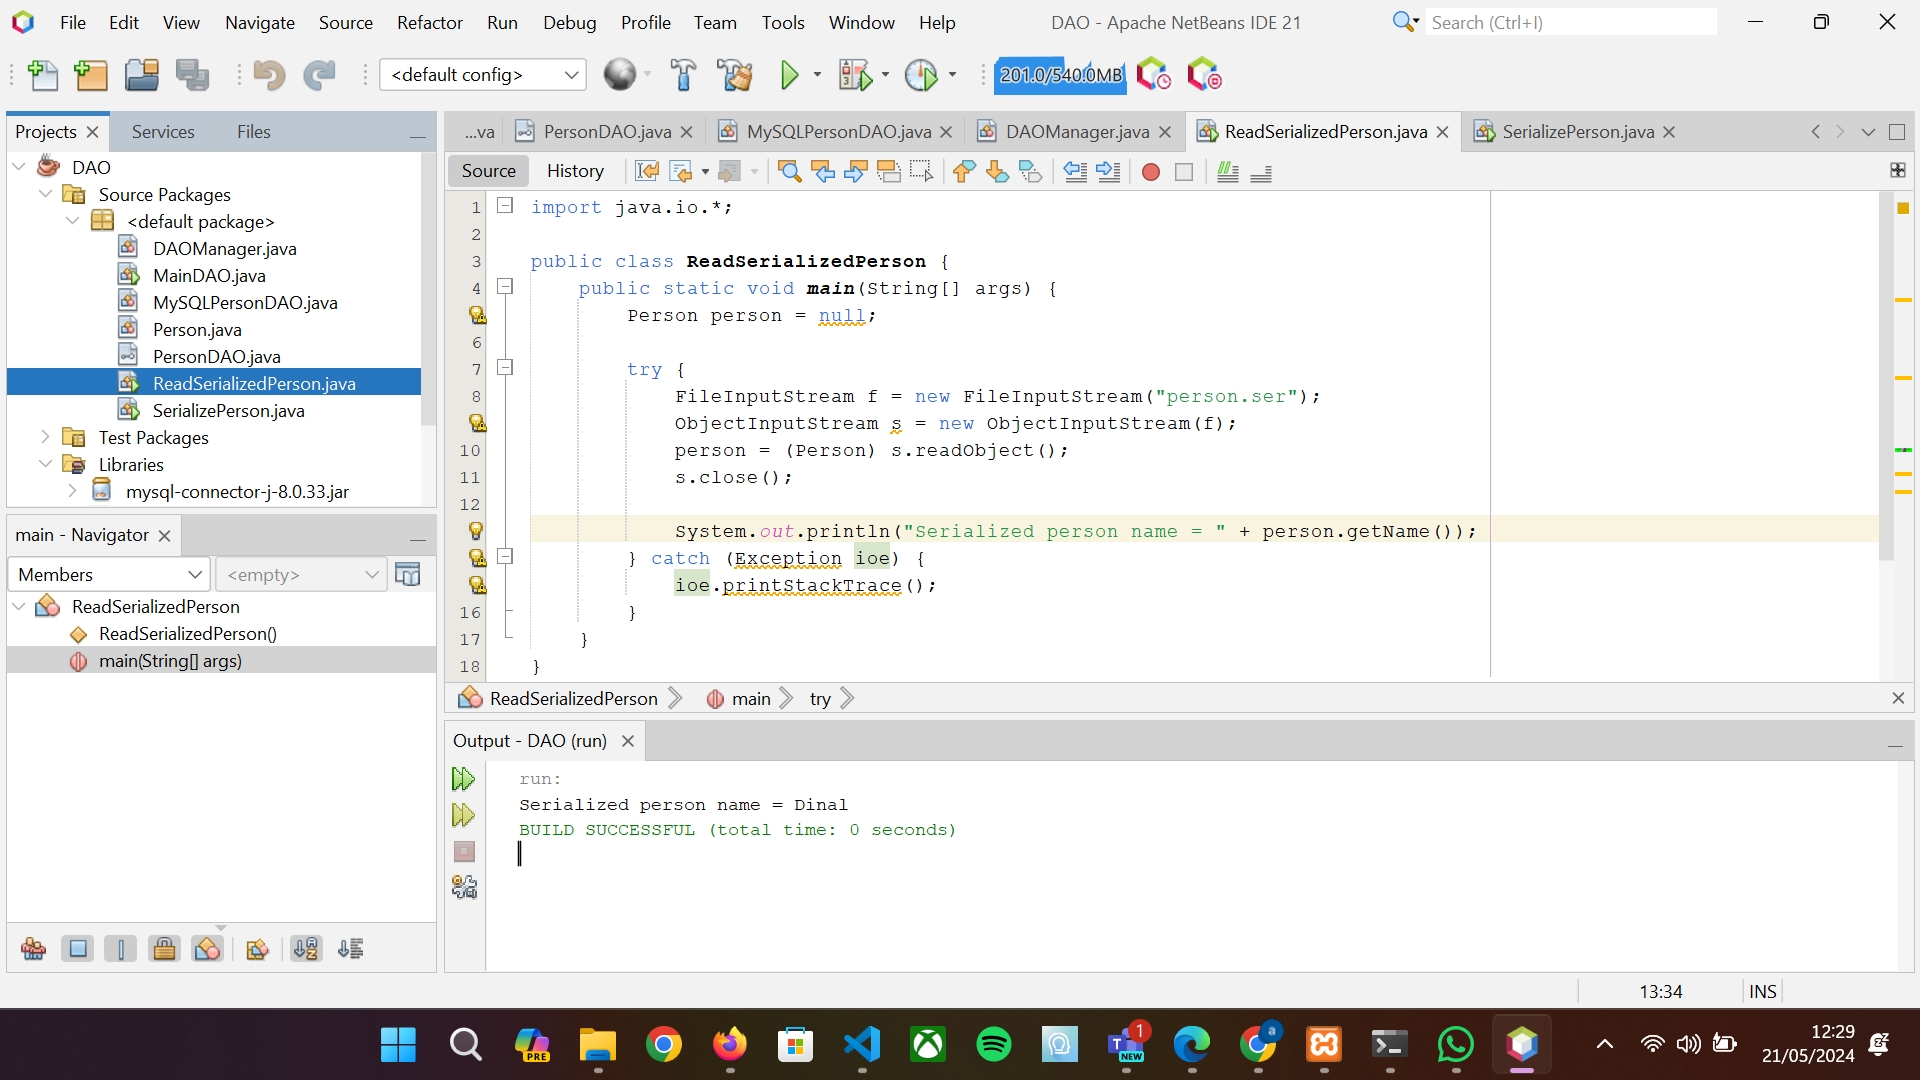 File Edit View Navigate Source Refactor Run Debug Profile Team Tools Window Help
DAO - Apache NetBeans IDE 21
Search (Ctrl+I)
<default config>
201.0/540.0MB
Projects
Services
Files
DAO
Source Packages
<default package>
DAOManager.java
MainDAO.java
MySQLPersonDAO.java
Person.java
PersonDAO.java
ReadSerializedPerson.java
SerializePerson.java
Test Packages
Libraries
mysql-connector-j-8.0.33.jar
main - Navigator
Members
<empty>
ReadSerializedPerson
ReadSerializedPerson()
main(String[] args)
...va PersonDAO.java MySQLPersonDAO.java DAOManager.java ReadSerializedPerson.java SerializePerson.java
Source History
1 import java.io.*;
2
3 public class ReadSerializedPerson {
4 public static void main(String[] args) {
Person person = null;
6
7 try {
8 FileInputStream f = new FileInputStream("person.ser");
ObjectInputStream s = new ObjectInputStream(f);
10 person = (Person) s.readObject();
11 s.close();
12
System.out.println("Serialized person name = " + person.getName());
} catch (Exception ioe) {
ioe.printStackTrace();
16 }
17 }
18 }
ReadSerializedPerson main try
Output - DAO (run)
run:
Serialized person name = Dinal
BUILD SUCCESSFUL (total time: 0 seconds)
13:34 INS
PRE
1
NEW
a
12:29
21/05/2024